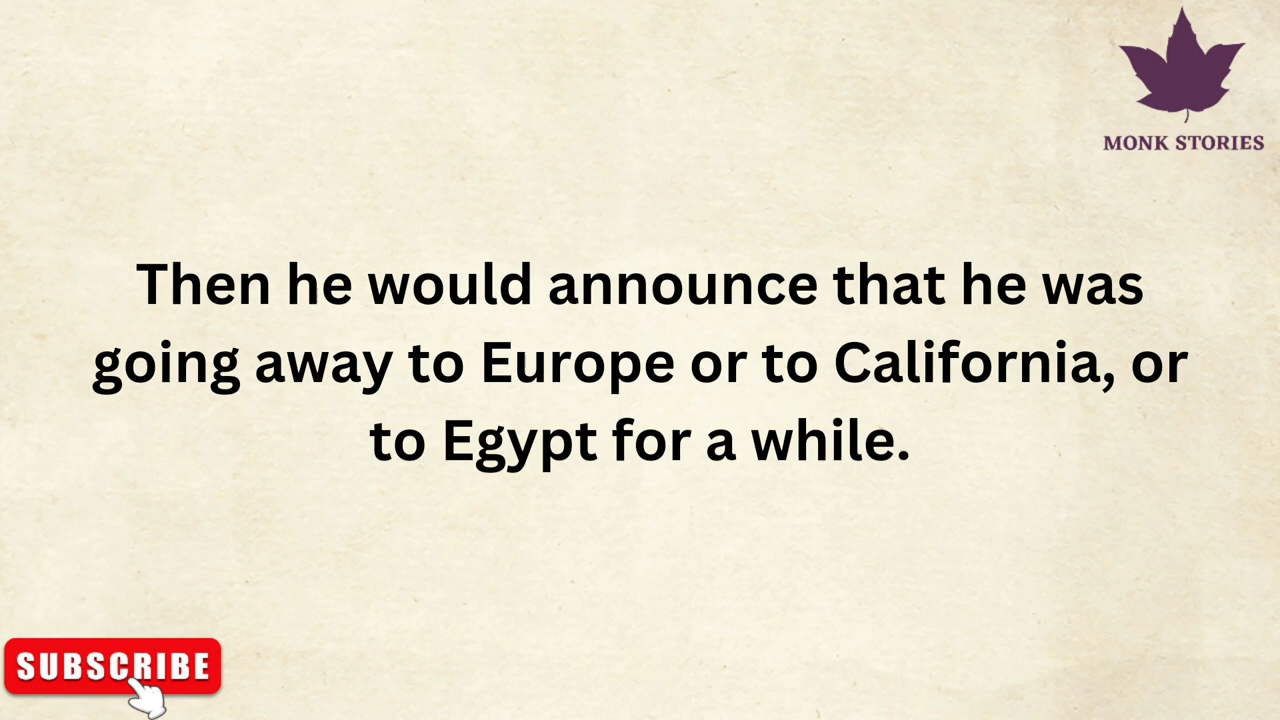 MONK STORIES
Then he would announce that he was
going away to Europe or to California, or
to Egypt for a while.
SUBSCRIBE